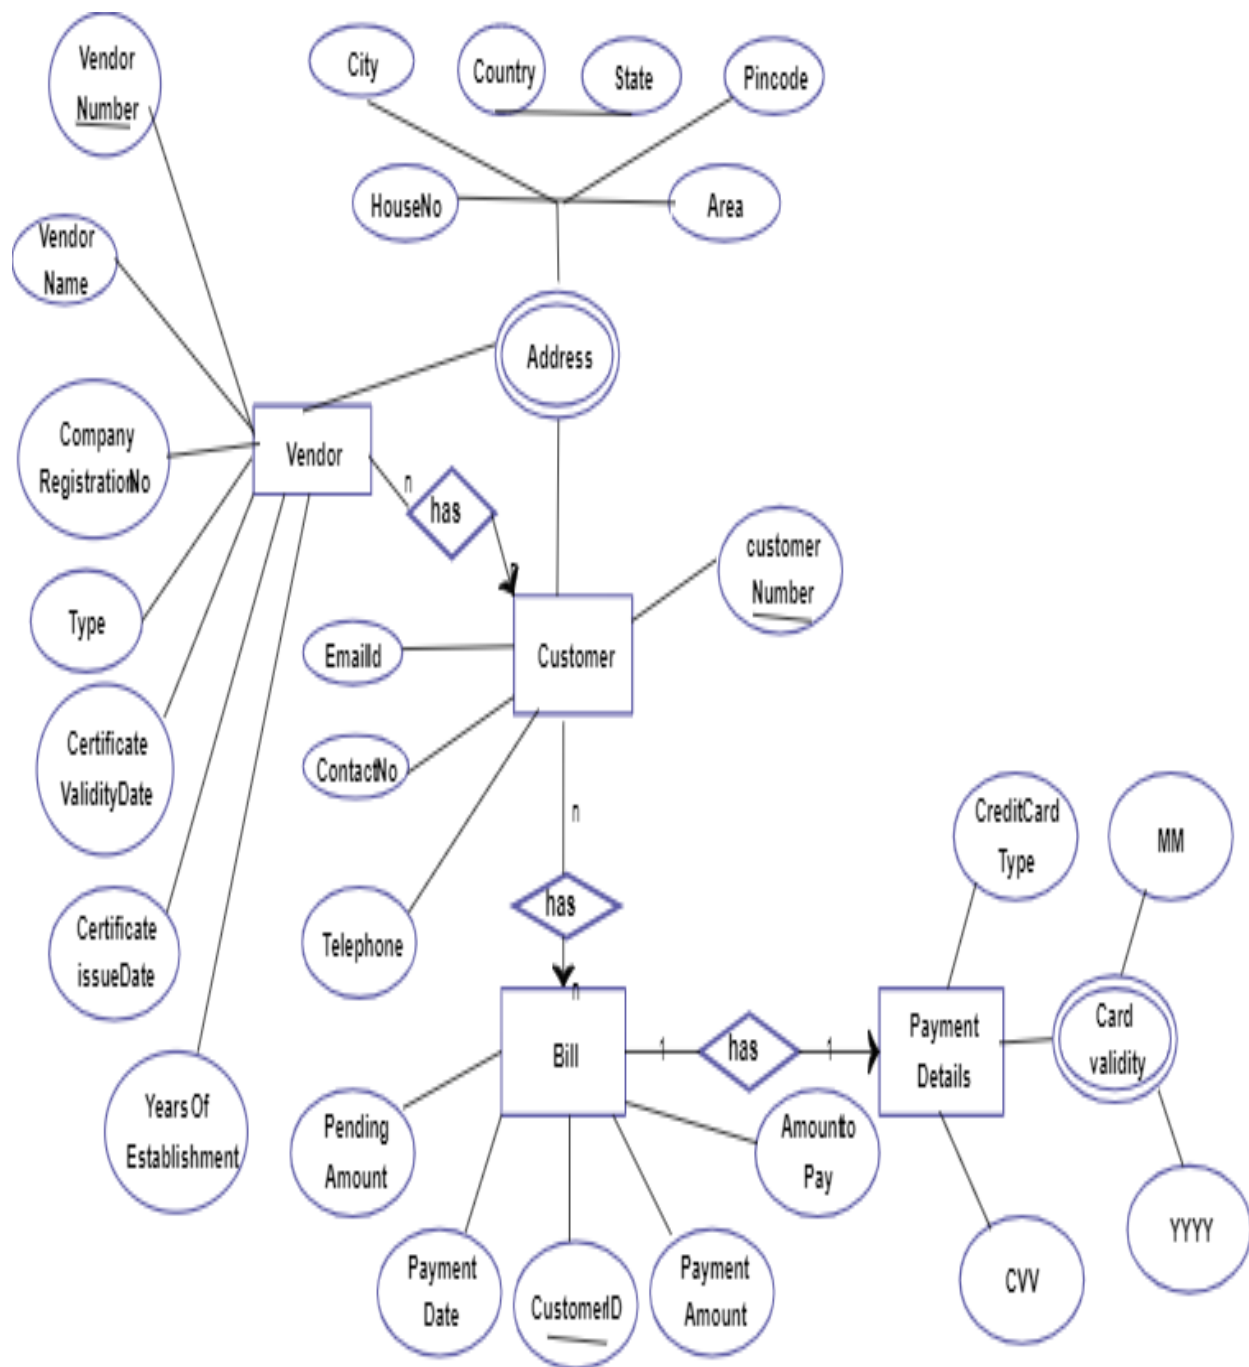 Vendor
Number
City
Country
State
Pincode
HouseNo
Area
Vendor
Name
Address
Company
RegistrationNo
Vendor
n
has
customer
Number
Type
EmailId
Customer
Certificate
ValidityDate
ContactNo
n
CreditCard
Type
MM
Certificate
issueDate
Telephone
has
n
Bill
1
has
1
Payment
Details
Card
validity
Years Of
Establishment
Pending
Amount
Amountto
Pay
Payment
Date
CustomerID
Payment
Amount
CVV
YYYY